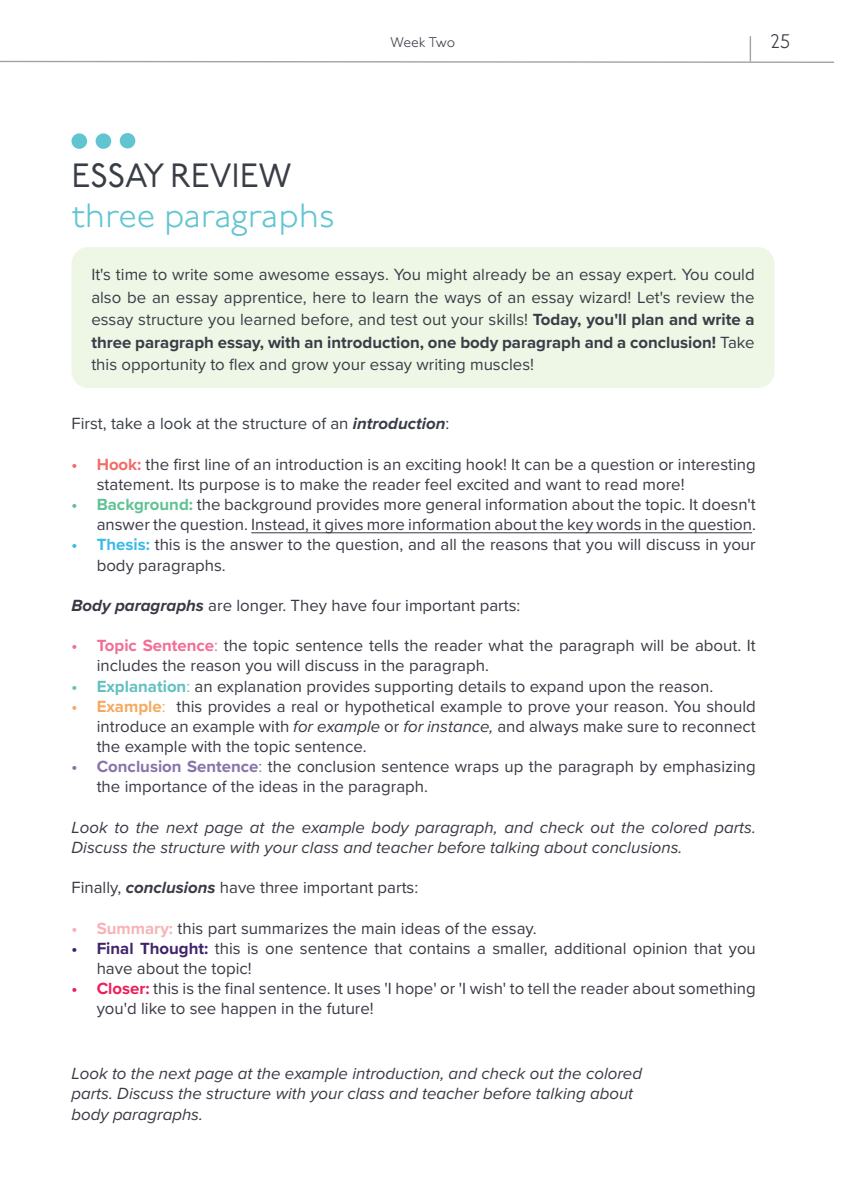 Week Two
25
ESSAY REVIEW
three paragraphs
It's time to write some awesome essays. You might already be an essay expert. You could
also be an essay apprentice, here to learn the ways of an essay wizard! Let's review the
essay structure you learned before, and test out your skills! Today, you'll plan and write a
three paragraph essay, with an introduction, one body paragraph and a conclusion! Take
this opportunity to flex and grow your essay writing muscles!
First, take a look at the structure of an introduction:
• Hook: the first line of an introduction is an exciting hook! It can be a question or interesting
statement. Its purpose is to make the reader feel excited and want to read more!
• Background: the background provides more general information about the topic. It doesn't
answer the question. Instead, it gives more information about the key words in the question.
• Thesis: this is the answer to the question, and all the reasons that you will discuss in your
body paragraphs.
Body paragraphs are longer. They have four important parts:
• Topic Sentence: the topic sentence tells the reader what the paragraph will be about. It
includes the reason you will discuss in the paragraph.
• Explanation: an explanation provides supporting details to expand upon the reason.
• Example: this provides a real or hypothetical example to prove your reason. You should
introduce an example with for example or for instance, and always make sure to reconnect
the example with the topic sentence.
• Conclusion Sentence: the conclusion sentence wraps up the paragraph by emphasizing
the importance of the ideas in the paragraph.
Look to the next page at the example body paragraph, and check out the colored parts.
Discuss the structure with your class and teacher before talking about conclusions.
Finally, conclusions have three important parts:
• Summary: this part summarizes the main ideas of the essay.
• Final Thought: this is one sentence that contains a smaller, additional opinion that you
have about the topic!
• Closer: this is the final sentence. It uses 'I hope' or 'I wish' to tell the reader about something
you'd like to see happen in the future!
Look to the next page at the example introduction, and check out the colored
parts. Discuss the structure with your class and teacher before talking about
body paragraphs.